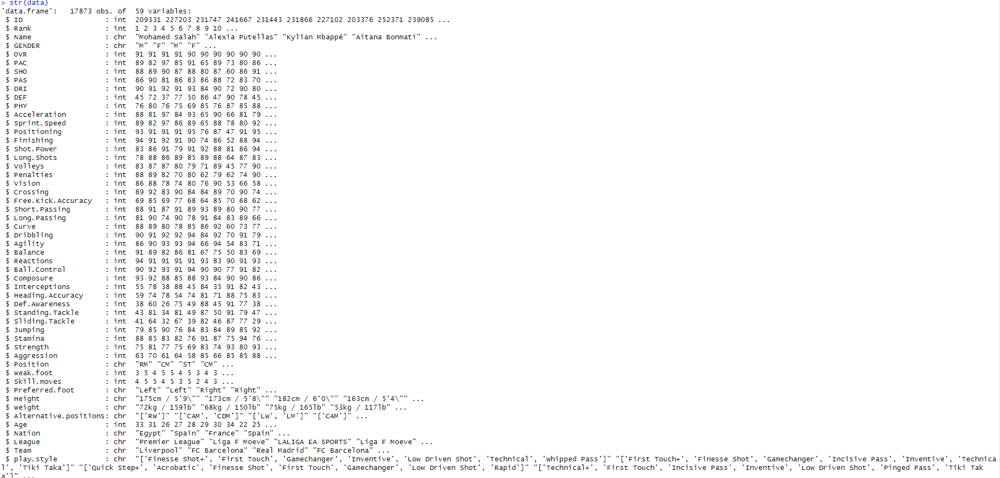 > str(data)
'data.frame':   17873 obs. of  59 variables:
 $ ID                   : int  209331 227203 231747 241667 231443 231866 227102 203376 252371 239085 ...
 $ Rank                 : int  1 2 3 4 5 6 7 8 9 10 ...
 $ Name                 : chr  "Mohamed Salah" "Alexia Putellas" "Kylian Mbappé" "Aitana Bonmatí" ...
 $ GENDER               : chr  "M" "F" "M" "F" ...
 $ OVR                  : int  91 91 91 91 90 90 90 90 90 90 ...
 $ PAC                  : int  89 82 97 85 91 65 89 73 80 86 ...
 $ SHO                  : int  88 89 90 87 88 80 87 60 86 91 ...
 $ PAS                  : int  86 90 81 86 83 86 88 72 83 70 ...
 $ DRI                  : int  90 91 92 91 93 84 90 72 90 80 ...
 $ DEF                  : int  45 72 37 77 50 86 47 90 78 45 ...
 $ PHY                  : int  76 80 76 75 69 85 76 87 85 88 ...
 $ Acceleration         : int  88 81 97 84 93 65 90 66 81 79 ...
 $ Sprint.Speed         : int  89 82 97 86 89 65 88 78 80 92 ...
 $ Positioning          : int  93 91 91 91 95 76 87 47 91 95 ...
 $ Finishing            : int  94 91 92 91 90 74 86 52 88 94 ...
 $ Shot.Power           : int  83 86 91 79 91 92 88 81 86 94 ...
 $ Long.Shots           : int  78 88 86 89 85 89 88 64 87 83 ...
 $ Volleys              : int  83 87 87 80 79 71 89 45 77 90 ...
 $ Penalties            : int  88 89 82 70 80 62 79 62 74 90 ...
 $ Vision               : int  86 88 78 74 80 76 90 53 66 58 ...
 $ Crossing             : int  89 92 83 90 84 84 89 70 90 74 ...
 $ Free.Kick.Accuracy   : int  69 85 69 77 68 64 85 70 68 62 ...
 $ Short.Passing        : int  88 91 87 91 89 93 89 80 90 77 ...
 $ Long.Passing         : int  81 90 74 90 78 91 84 83 89 66 ...
 $ Curve                : int  88 89 80 78 85 86 92 60 73 77 ...
 $ Dribbling            : int  90 91 92 92 94 84 92 70 91 79 ...
 $ Agility              : int  86 90 93 93 94 66 94 54 83 71 ...
 $ Balance              : int  91 89 82 86 81 67 75 50 83 69 ...
 $ Reactions            : int  94 91 91 91 91 93 83 90 91 93 ...
 $ Ball.Control         : int  90 92 93 91 94 90 90 77 91 82 ...
 $ Composure            : int  93 92 88 85 88 93 84 90 90 86 ...
 $ Interceptions        : int  55 78 38 88 45 84 35 91 82 43 ...
 $ Heading.Accuracy     : int  59 74 78 54 74 81 71 88 75 83 ...
 $ Def.Awareness        : int  38 60 26 75 49 88 45 91 77 38 ...
 $ Standing.Tackle      : int  43 81 34 81 49 87 50 91 79 47 ...
 $ Sliding.Tackle       : int  41 64 32 67 39 82 46 87 77 29 ...
 $ Jumping              : int  79 85 90 76 84 83 84 89 85 92 ...
 $ Stamina              : int  88 85 83 82 76 91 87 75 94 76 ...
 $ Strength             : int  75 81 77 75 69 83 74 93 80 93 ...
 $ Aggression           : int  63 70 61 64 58 85 66 85 85 88 ...
 $ Position             : chr  "RM" "CM" "ST" "CM" ...
 $ Weak.foot            : int  3 5 4 5 5 4 5 3 4 3 ...
 $ Skill.moves          : int  4 5 5 4 5 3 5 2 4 3 ...
 $ Preferred.foot       : chr  "Left" "Left" "Right" "Right" ...
 $ Height               : chr  "175cm / 5'9\"" "173cm / 5'8\"" "182cm / 6'0\"" "163cm / 5'4\"" ...
 $ Weight               : chr  "72kg / 159lb" "68kg / 150lb" "75kg / 165lb" "53kg / 117lb" ...
 $ Alternative.positions: chr  "['RW']" "['CAM', 'CDM']" "['LW', 'LM']" "['CAM']" ...
 $ Age                  : int  33 31 26 27 28 29 30 34 22 25 ...
 $ Nation               : chr  "Egypt" "Spain" "France" "Spain" ...
 $ League               : chr  "Premier League" "Liga F Moeve" "LALIGA EA SPORTS" "Liga F Moeve" ...
 $ Team                 : chr  "Liverpool" "FC Barcelona" "Real Madrid" "FC Barcelona" ...
 $ play.style           : chr  "['Finesse Shot+', 'First Touch', 'Gamechanger', 'Inventive', 'Low Driven Shot', 'Technical', 'Whipped Pass']" "['First Touch+', 'Finesse Shot', 'Gamechanger', 'Incisive Pass', 'Inventive', 'Technica
l', 'Tiki Taka']" "['Quick Step+', 'Acrobatic', 'Finesse Shot', 'First Touch', 'Gamechanger', 'Low Driven Shot', 'Rapid']" "['Technical+', 'First Touch', 'Incisive Pass', 'Inventive', 'Low Driven Shot', 'Pinged Pass', 'Tiki Tak
a']" ...